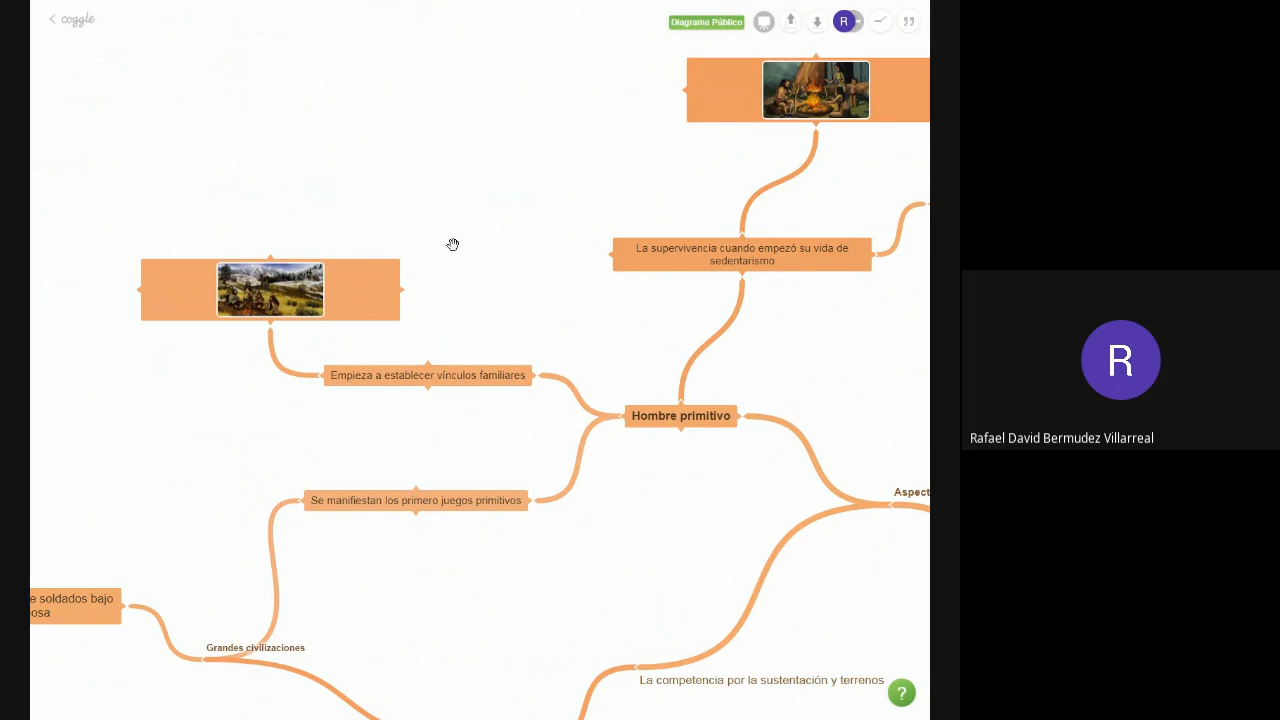 coggle
Diagrama Público
R
La supervivencia cuando empezó su vida de
sedentarismo
Empieza a establecer vínculos familiares
Hombre primitivo
R
Rafael David Bermudez Villarreal
Se manifiestan los primero juegos primitivos
Aspect
e soldados bajo
osa
Grandes civilizaciones
La competencia por la sustentación y terrenos
?